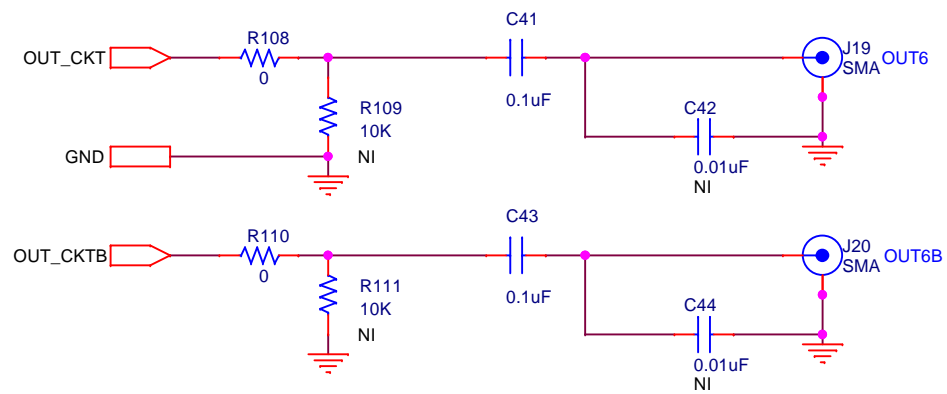 C41
R108
OUT_CKT
J19
OUT6
SMA
0
0.1uF
R109
C42
10K
GND
NI
0.01uF
NI
C43
R110
OUT_CKTB
J20
OUT6B
SMA
0
R111
0.1uF
10K
C44
NI
0.01uF
NI